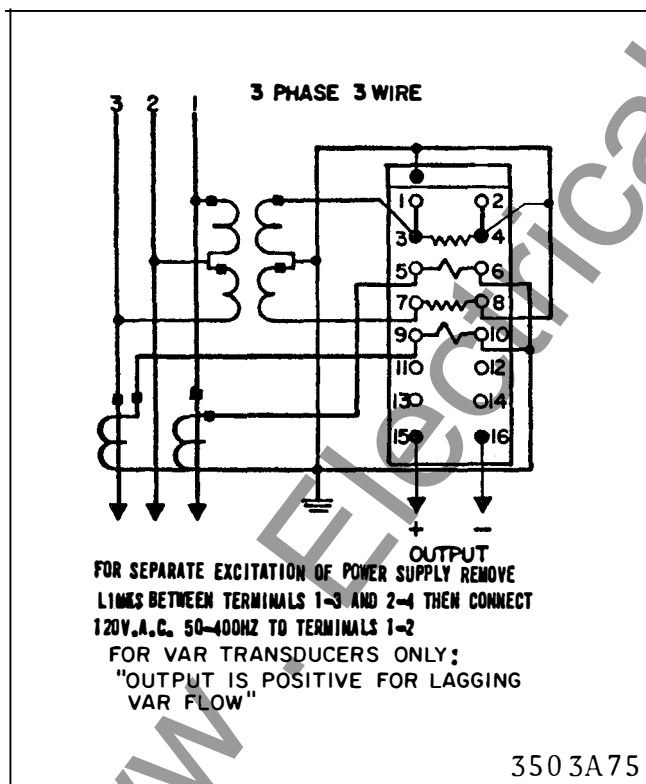 3 PHASE 3 WIRE
3 2 1
1 2
3 4
5 6
7 8
9 10
11 12
13 14
15 16
+ -
OUTPUT
FOR SEPARATE EXCITATION OF POWER SUPPLY REMOVE
LINES BETWEEN TERMINALS 1-3 AND 2-4 THEN CONNECT
120V.A.C. 50-400HZ TO TERMINALS 1-2
FOR VAR TRANSDUCERS ONLY:
"OUTPUT IS POSITIVE FOR LAGGING
VAR FLOW"
3503A75
www.Electrica